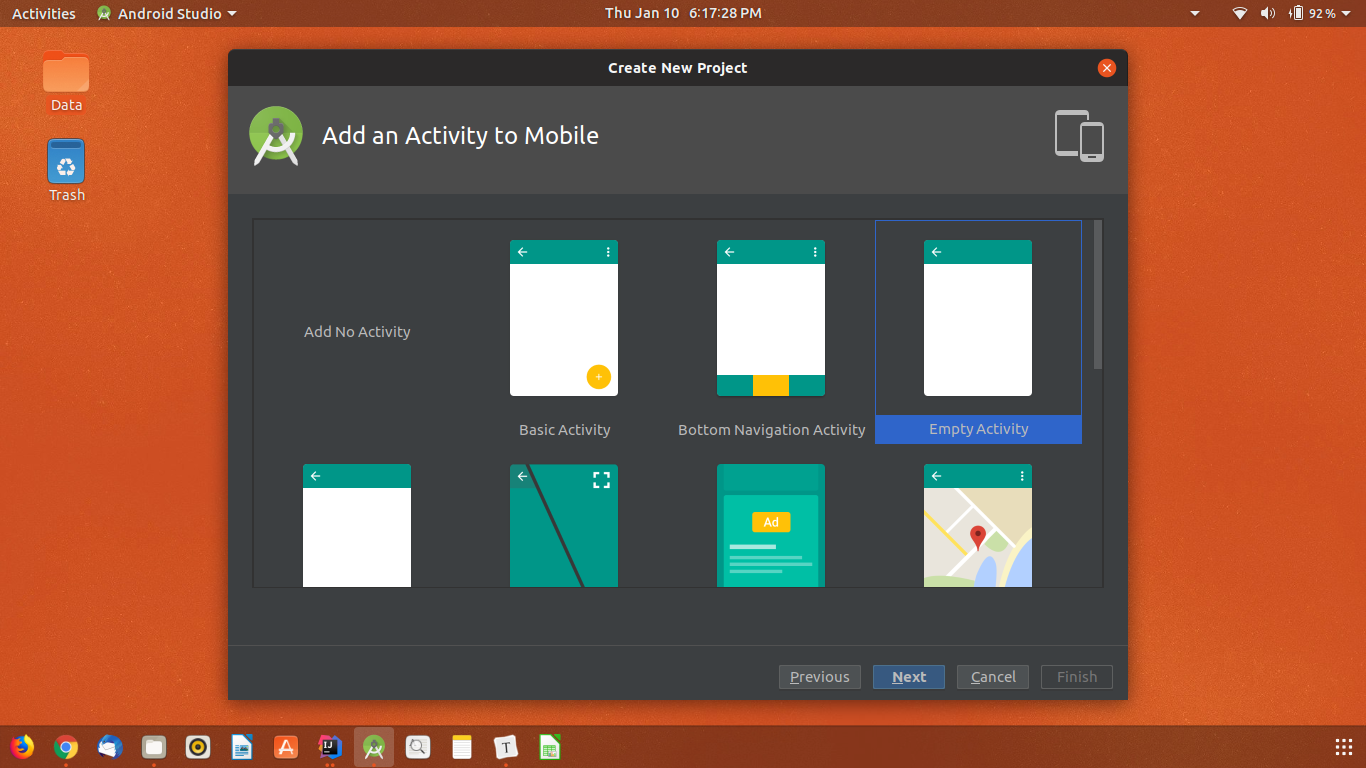 Activities Android Studio Thu Jan 10 6:17:28 PM 92 %
Create New Project
Data
Add an Activity to Mobile
Trash
Add No Activity
Basic Activity Bottom Navigation Activity Empty Activity
Ad
Previous Next Cancel Finish
IJ T